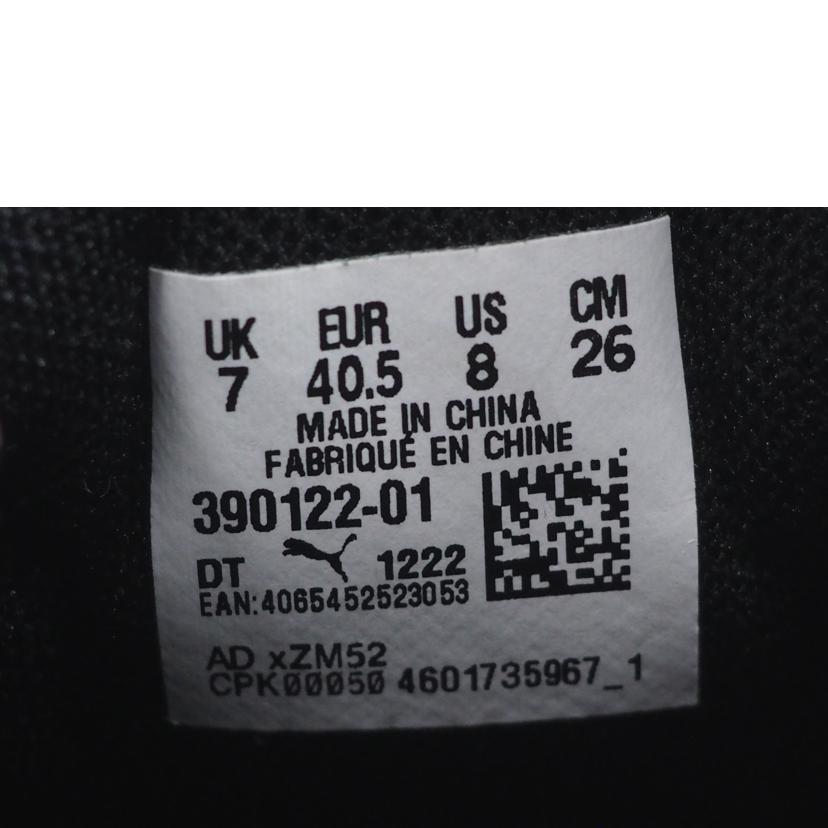 UK EUR US CM
7 40.5 8 26
MADE IN CHINA
FABRIQUÉ EN CHINE
390122-01
DT 1222
EAN:4065452523053
AD xZM52
CPK00050 4601735967_1